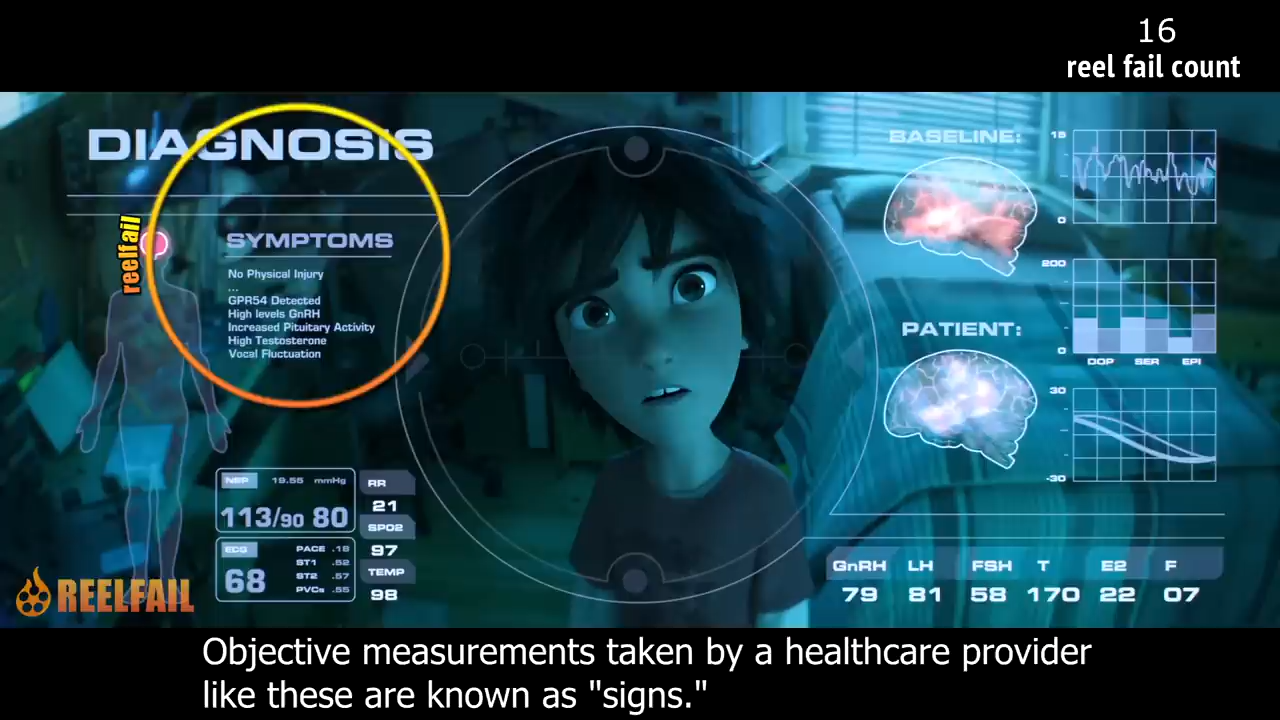 16
reel fail count
DIAGNOSIS
reelfail
SYMPTOMS
No Physical Injury
...
GPR54 Detected
High levels GnRH
Increased Pituitary Activity
High Testosterone
Vocal Fluctuation
BASELINE:
15
0
200
0
DOP SER EPI
PATIENT:
30
-30
NBP 19.55 mmHg
113/90 80
RR
21
SPO2
97
TEMP
98
ECG
68
PACE .18
ST1 .52
ST2 .57
PVCs .55
GnRH LH FSH T E2 F
79 81 58 170 22 07
REELFAIL
Objective measurements taken by a healthcare provider
like these are known as "signs."